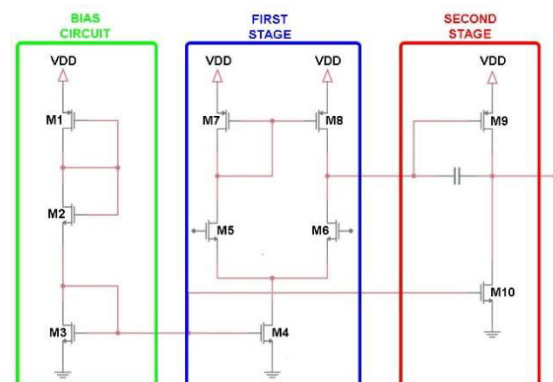 BIAS
CIRCUIT
FIRST
STAGE
SECOND
STAGE
VDD
VDD
VDD
VDD
M1
M7
M8
M9
M2
M5
M6
M10
M3
M4